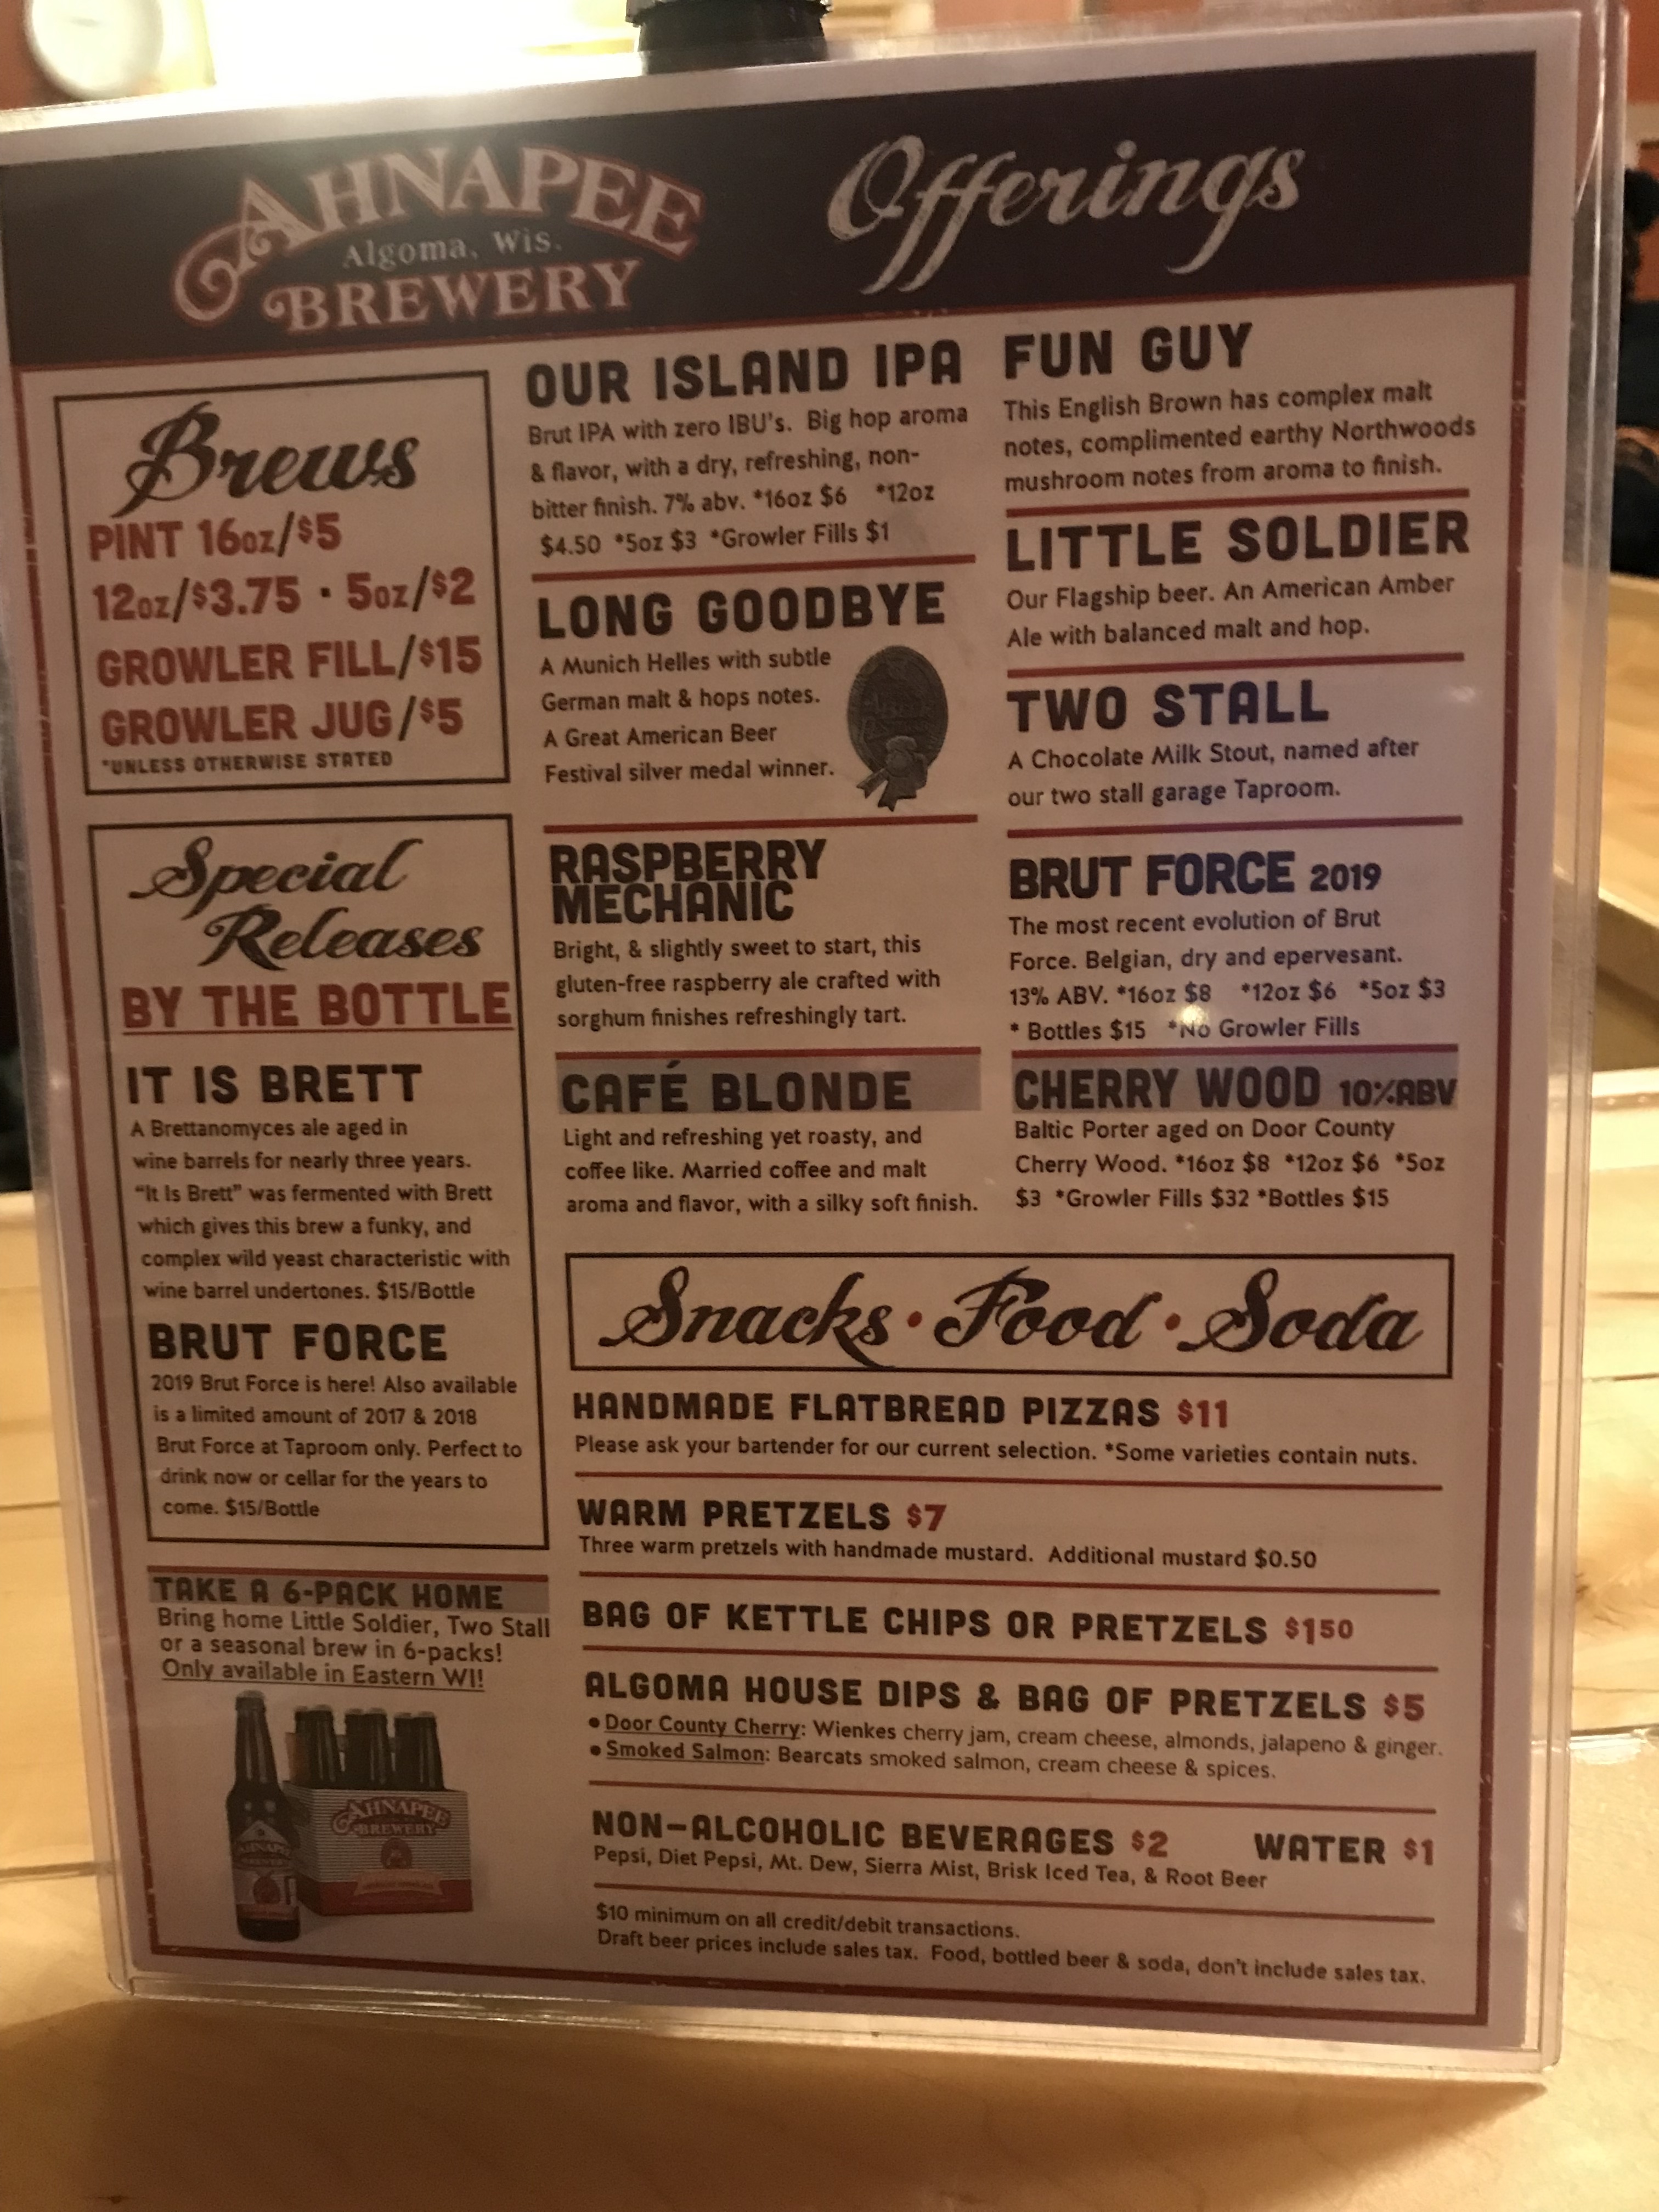 AHNAPEE
Algoma, Wis.
BREWERY
Offerings
Brews
PINT 16oz/$5
12oz/$3.75 · 5oz/$2
GROWLER FILL/$15
GROWLER JUG/$5
*UNLESS OTHERWISE STATED
Special
Releases
BY THE BOTTLE
IT IS BRETT
A Brettanomyces ale aged in
wine barrels for nearly three years.
"It Is Brett" was fermented with Brett
which gives this brew a funky, and
complex wild yeast characteristic with
wine barrel undertones. $15/Bottle
BRUT FORCE
2019 Brut Force is here! Also available
is a limited amount of 2017 & 2018
Brut Force at Taproom only. Perfect to
drink now or cellar for the years to
come. $15/Bottle
TAKE A 6-PACK HOME
Bring home Little Soldier, Two Stall
or a seasonal brew in 6-packs!
Only available in Eastern WI!
AHNAPEE
BREWERY
AHNAPEE
OUR ISLAND IPA
Brut IPA with zero IBU's. Big hop aroma
& flavor, with a dry, refreshing, non-
bitter finish. 7% abv. *16oz $6 *12oz
$4.50 *5oz $3 *Growler Fills $1
LONG GOODBYE
A Munich Helles with subtle
German malt & hops notes.
A Great American Beer
Festival silver medal winner.
RASPBERRY
MECHANIC
Bright, & slightly sweet to start, this
gluten-free raspberry ale crafted with
sorghum finishes refreshingly tart.
CAFÉ BLONDE
Light and refreshing yet roasty, and
coffee like. Married coffee and malt
aroma and flavor, with a silky soft finish.
FUN GUY
This English Brown has complex malt
notes, complimented earthy Northwoods
mushroom notes from aroma to finish.
LITTLE SOLDIER
Our Flagship beer. An American Amber
Ale with balanced malt and hop.
TWO STALL
A Chocolate Milk Stout, named after
our two stall garage Taproom.
BRUT FORCE 2019
The most recent evolution of Brut
Force. Belgian, dry and epervesant.
13% ABV. *16oz $8 *12oz $6 *5oz $3
* Bottles $15 *No Growler Fills
CHERRY WOOD 10%ABV
Baltic Porter aged on Door County
Cherry Wood. *16oz $8 *12oz $6 *5oz
$3 *Growler Fills $32 *Bottles $15
Snacks · Food · Soda
HANDMADE FLATBREAD PIZZAS $11
Please ask your bartender for our current selection. *Some varieties contain nuts.
WARM PRETZELS $7
Three warm pretzels with handmade mustard. Additional mustard $0.50
BAG OF KETTLE CHIPS OR PRETZELS $150
ALGOMA HOUSE DIPS & BAG OF PRETZELS $5
• Door County Cherry: Wienkes cherry jam, cream cheese, almonds, jalapeno & ginger.
• Smoked Salmon: Bearcats smoked salmon, cream cheese & spices.
NON-ALCOHOLIC BEVERAGES $2 WATER $1
Pepsi, Diet Pepsi, Mt. Dew, Sierra Mist, Brisk Iced Tea, & Root Beer
$10 minimum on all credit/debit transactions.
Draft beer prices include sales tax. Food, bottled beer & soda, don't include sales tax.